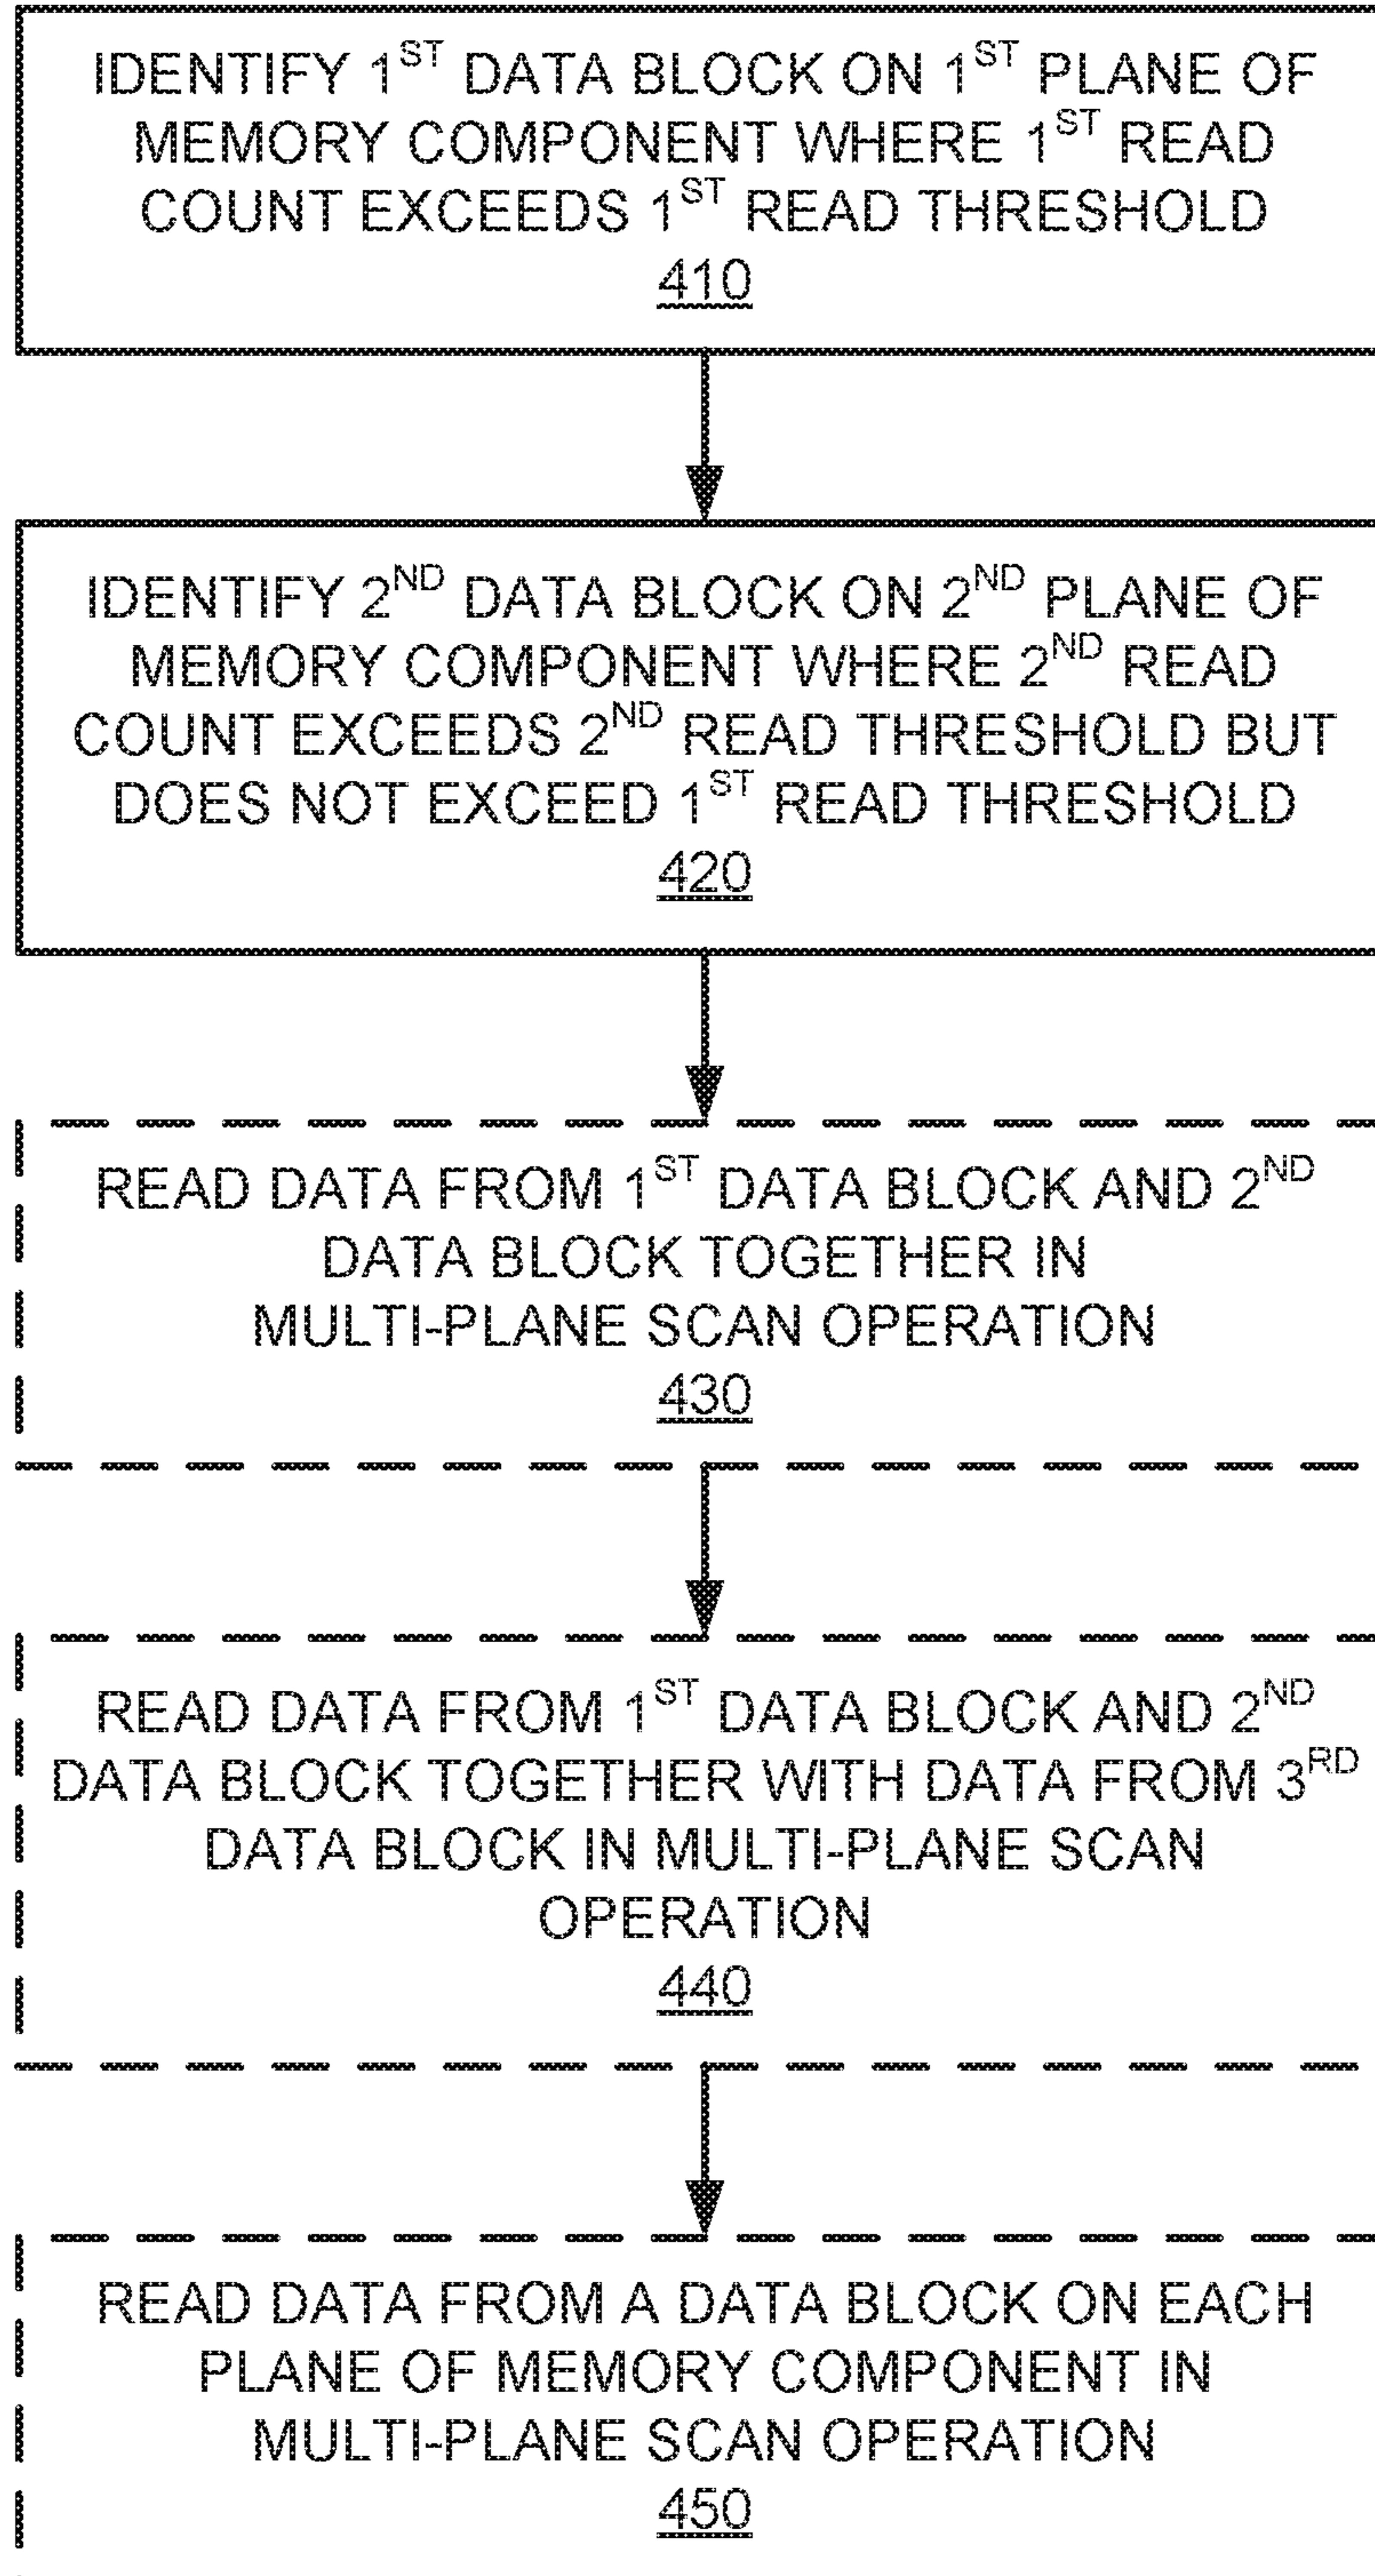 IDENTIFY 1ST DATA BLOCK ON 1ST PLANE OF
MEMORY COMPONENT WHERE 1ST READ
COUNT EXCEEDS 1ST READ THRESHOLD
410
IDENTIFY 2ND DATA BLOCK ON 2ND PLANE OF
MEMORY COMPONENT WHERE 2ND READ
COUNT EXCEEDS 2ND READ THRESHOLD BUT
DOES NOT EXCEED 1ST READ THRESHOLD
420
READ DATA FROM 1ST DATA BLOCK AND 2ND
DATA BLOCK TOGETHER IN
MULTI-PLANE SCAN OPERATION
430
READ DATA FROM 1ST DATA BLOCK AND 2ND
DATA BLOCK TOGETHER WITH DATA FROM 3RD
DATA BLOCK IN MULTI-PLANE SCAN
OPERATION
440
READ DATA FROM A DATA BLOCK ON EACH
PLANE OF MEMORY COMPONENT IN
MULTI-PLANE SCAN OPERATION
450